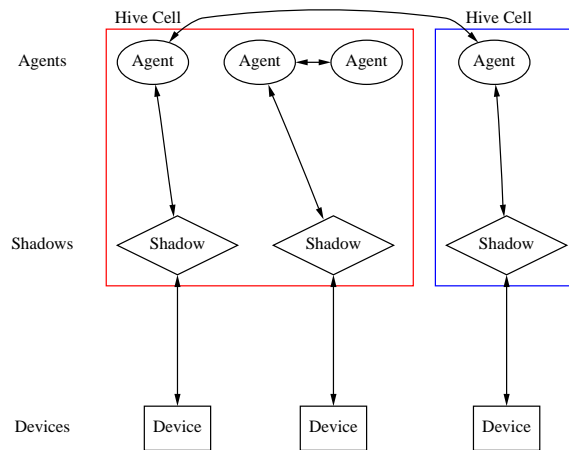 Hive Cell
Hive Cell
Agents
Agent
Agent
Agent
Agent
Shadows
Shadow
Shadow
Shadow
Devices
Device
Device
Device